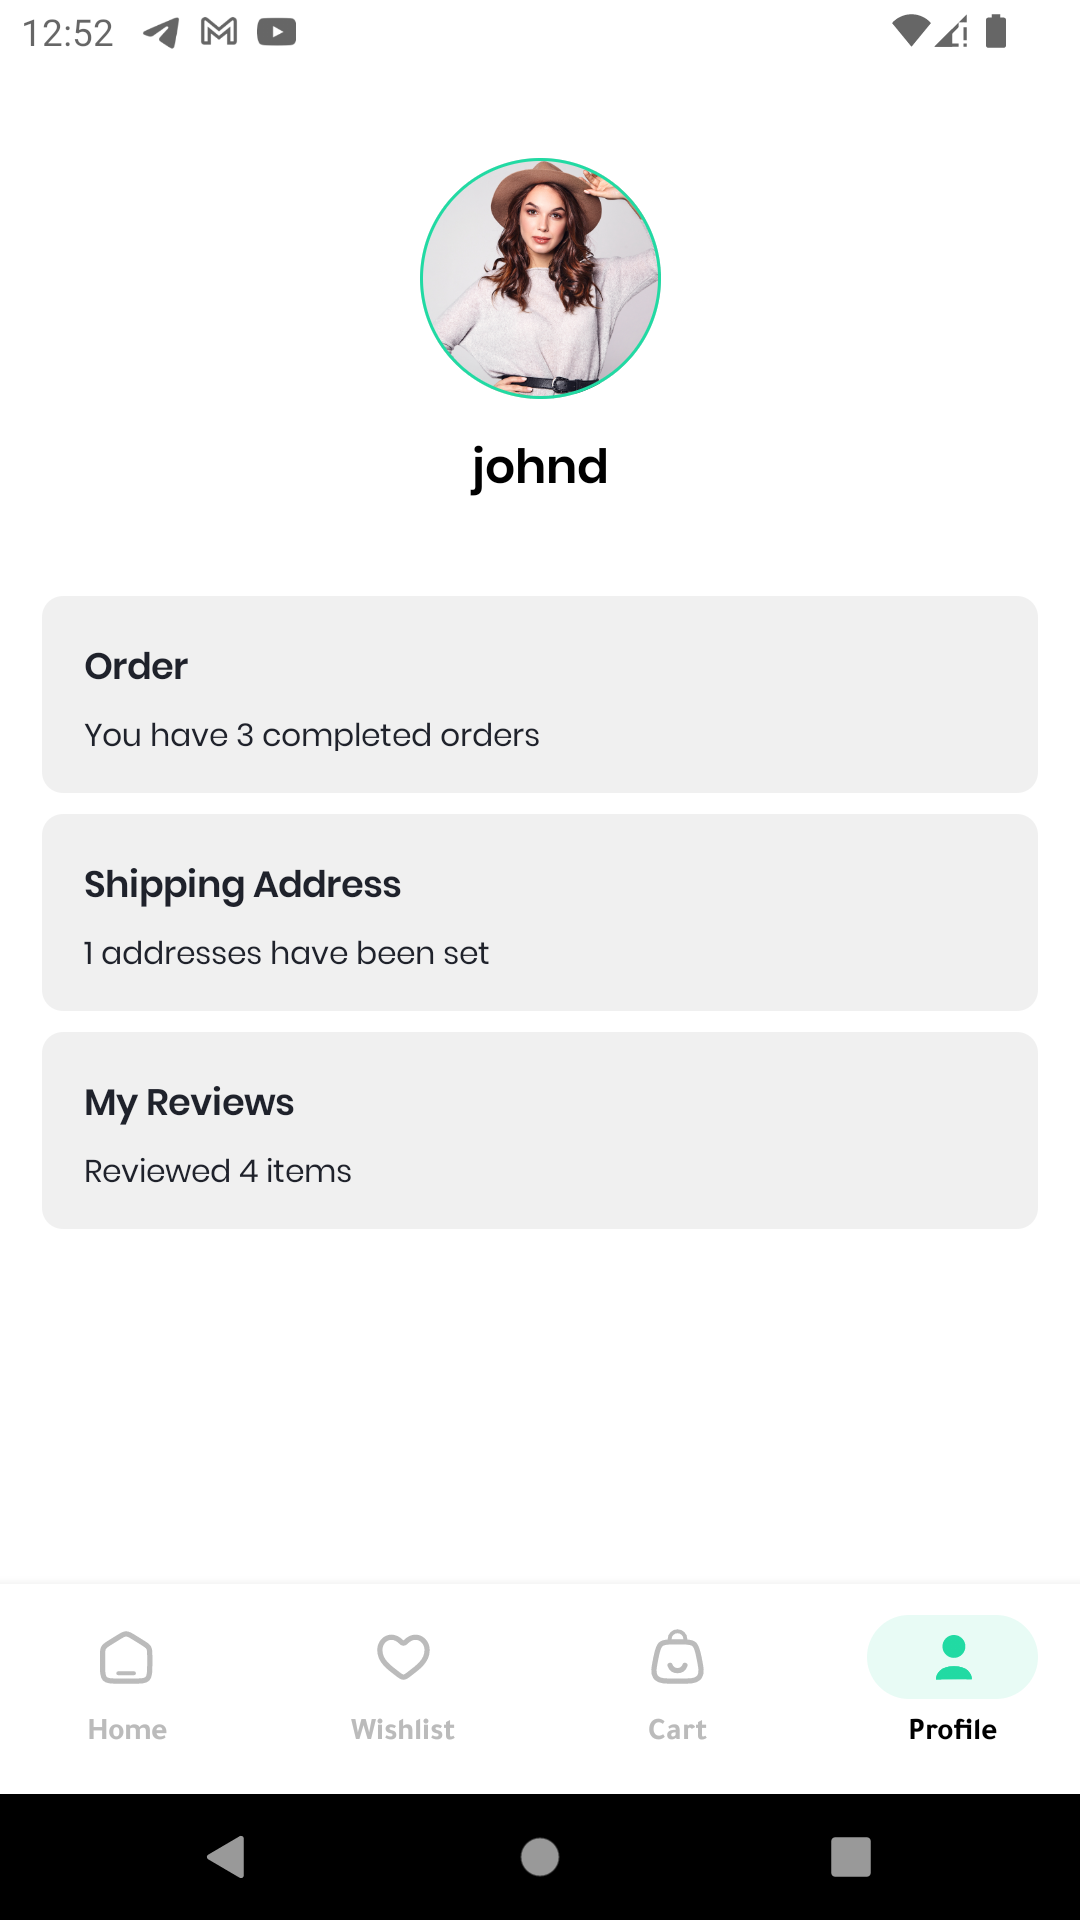 12:52
johnd
Order
You have 3 completed orders
Shipping Address
1 addresses have been set
My Reviews
Reviewed 4 items
Home
Wishlist
Cart
Profile